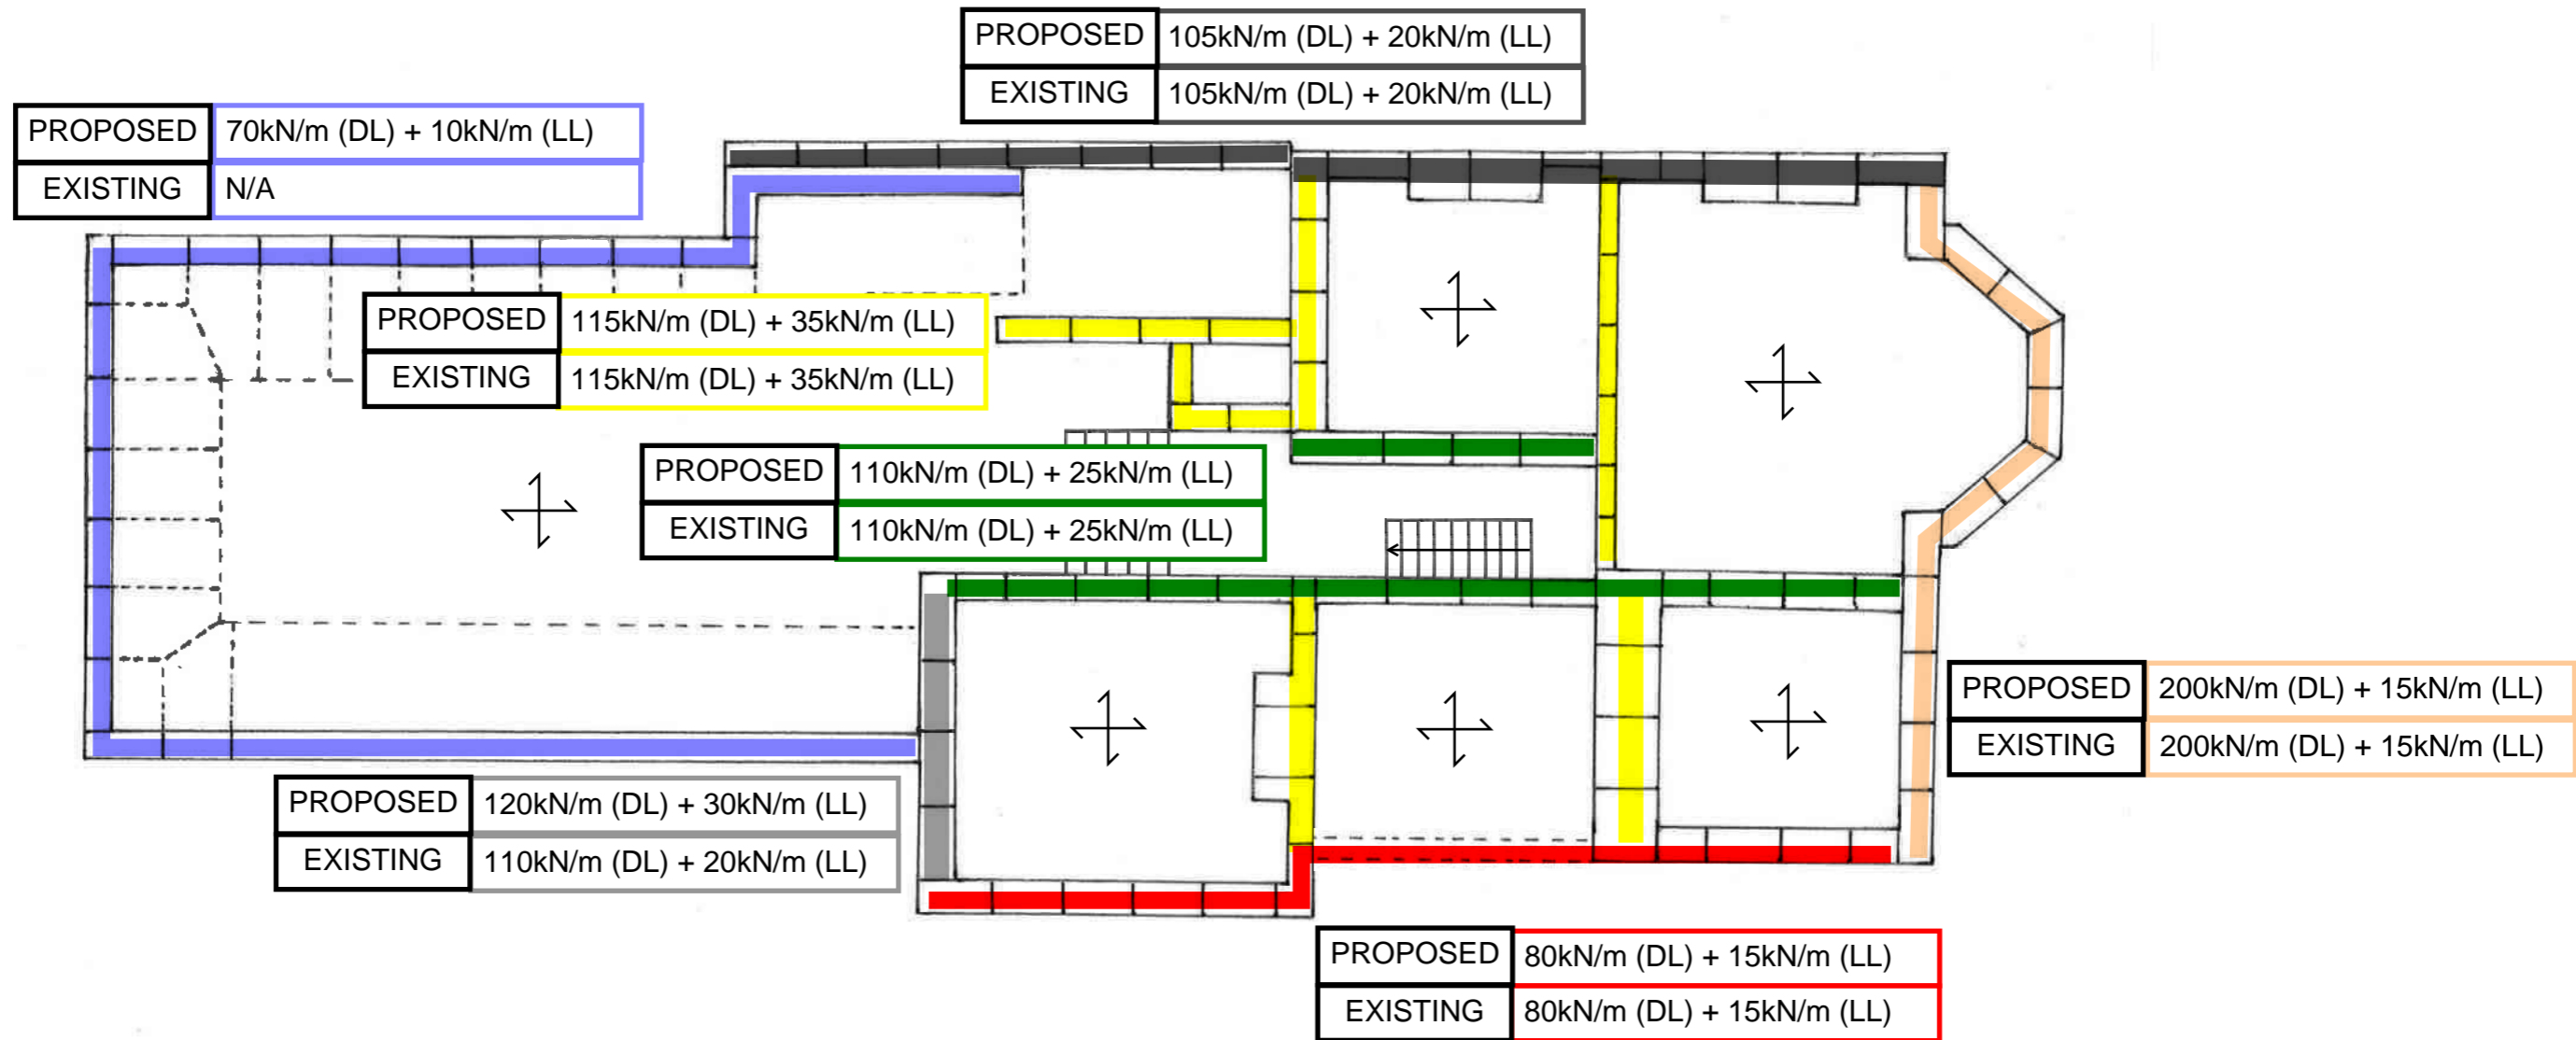 PROPOSED 105kN/m (DL) + 20kN/m (LL)
EXISTING 105kN/m (DL) + 20kN/m (LL)
PROPOSED 70kN/m (DL) + 10kN/m (LL)
EXISTING N/A
PROPOSED 115kN/m (DL) + 35kN/m (LL)
EXISTING 115kN/m (DL) + 35kN/m (LL)
PROPOSED 110kN/m (DL) + 25kN/m (LL)
EXISTING 110kN/m (DL) + 25kN/m (LL)
PROPOSED 200kN/m (DL) + 15kN/m (LL)
EXISTING 200kN/m (DL) + 15kN/m (LL)
PROPOSED 120kN/m (DL) + 30kN/m (LL)
EXISTING 110kN/m (DL) + 20kN/m (LL)
PROPOSED 80kN/m (DL) + 15kN/m (LL)
EXISTING 80kN/m (DL) + 15kN/m (LL)